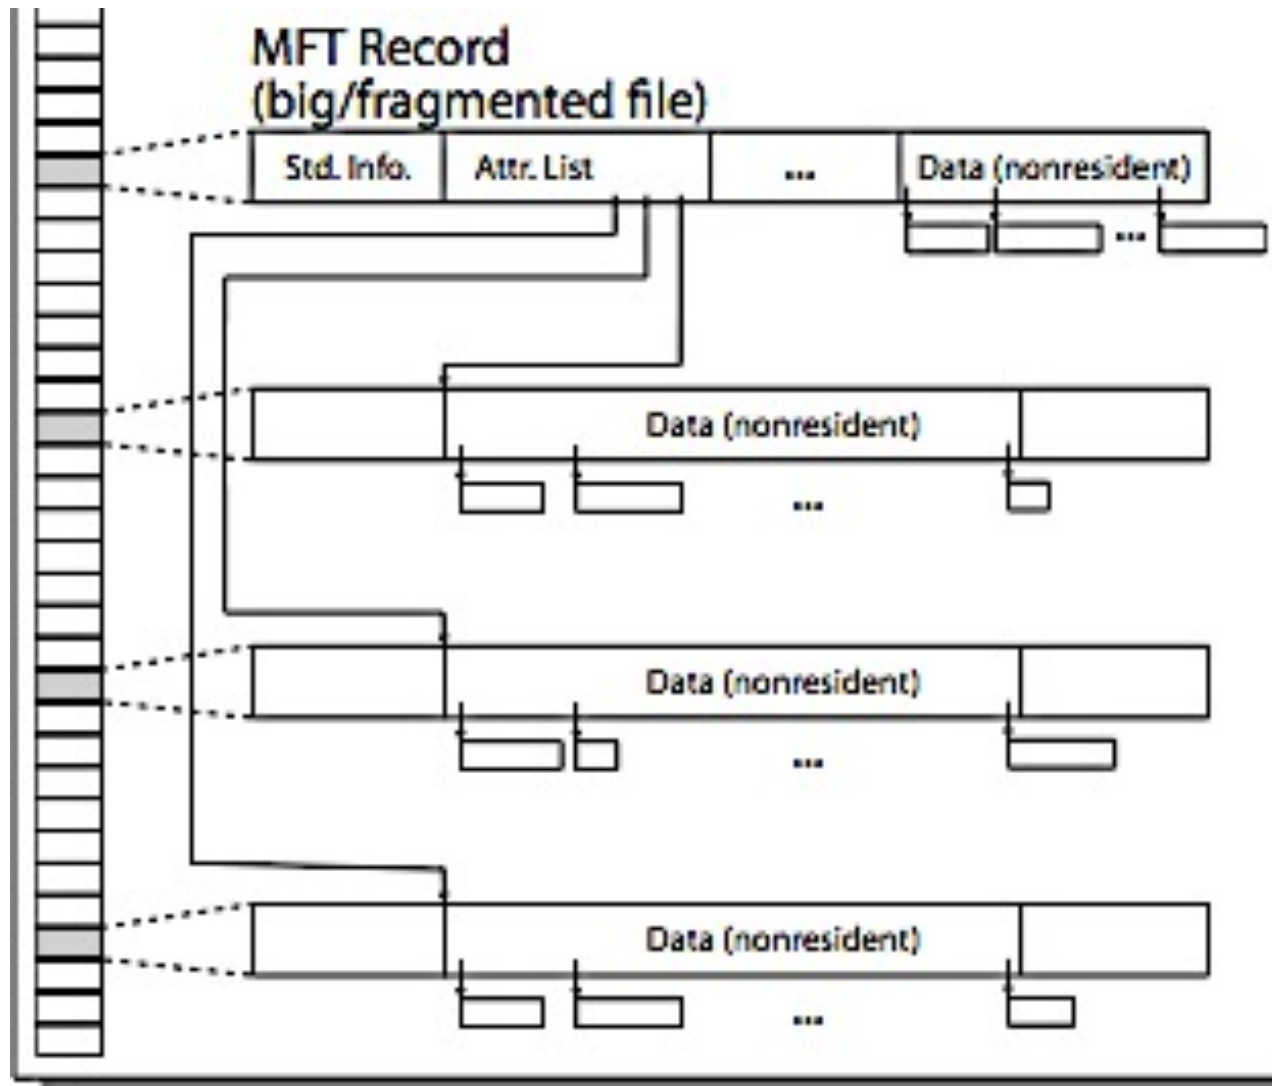 MFT Record
(big/fragmented file)
Std. Info. Attr. List ... Data (nonresident)
...
Data (nonresident)
...
Data (nonresident)
...
Data (nonresident)
...